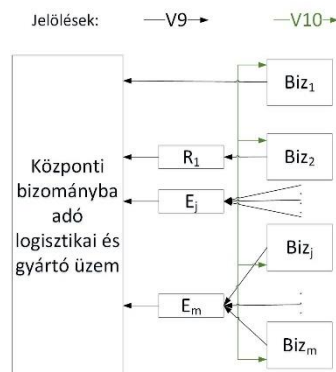 Jelölések:
V9
V10
Központi
bizományba
adó
logisztikai és
gyártó üzem
R₁
Eⱼ
Eₘ
Biz₁
Biz₂
Bizⱼ
Bizₘ